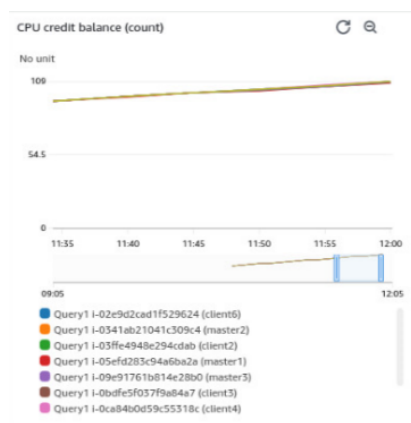 CPU credit balance (count)
No unit
109
54.5
0
11:35 11:40 11:45 11:50 11:55 12:00
09:05 12:05
Query1 i-02e9d2cad1f529624 (client6)
Query1 i-0341ab21041c309c4 (master2)
Query1 i-03ffe4948e294cdab (client2)
Query1 i-05efd283c94a6ba2a (master1)
Query1 i-09e91761b814e28b0 (master3)
Query1 i-0bdfe5f037f9a84a7 (client3)
Query1 i-0ca84b0d59c55318c (client4)